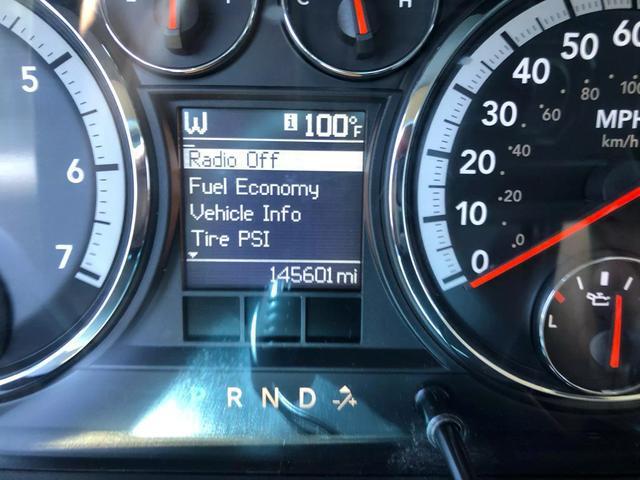 E
C
H
W i 100°F
Radio Off
Fuel Economy
Vehicle Info
Tire PSI
145601 mi
P R N D
5
6
7
60
50
40
30
20
10
0
100
80
60
40
20
0
MPH
km/h
L